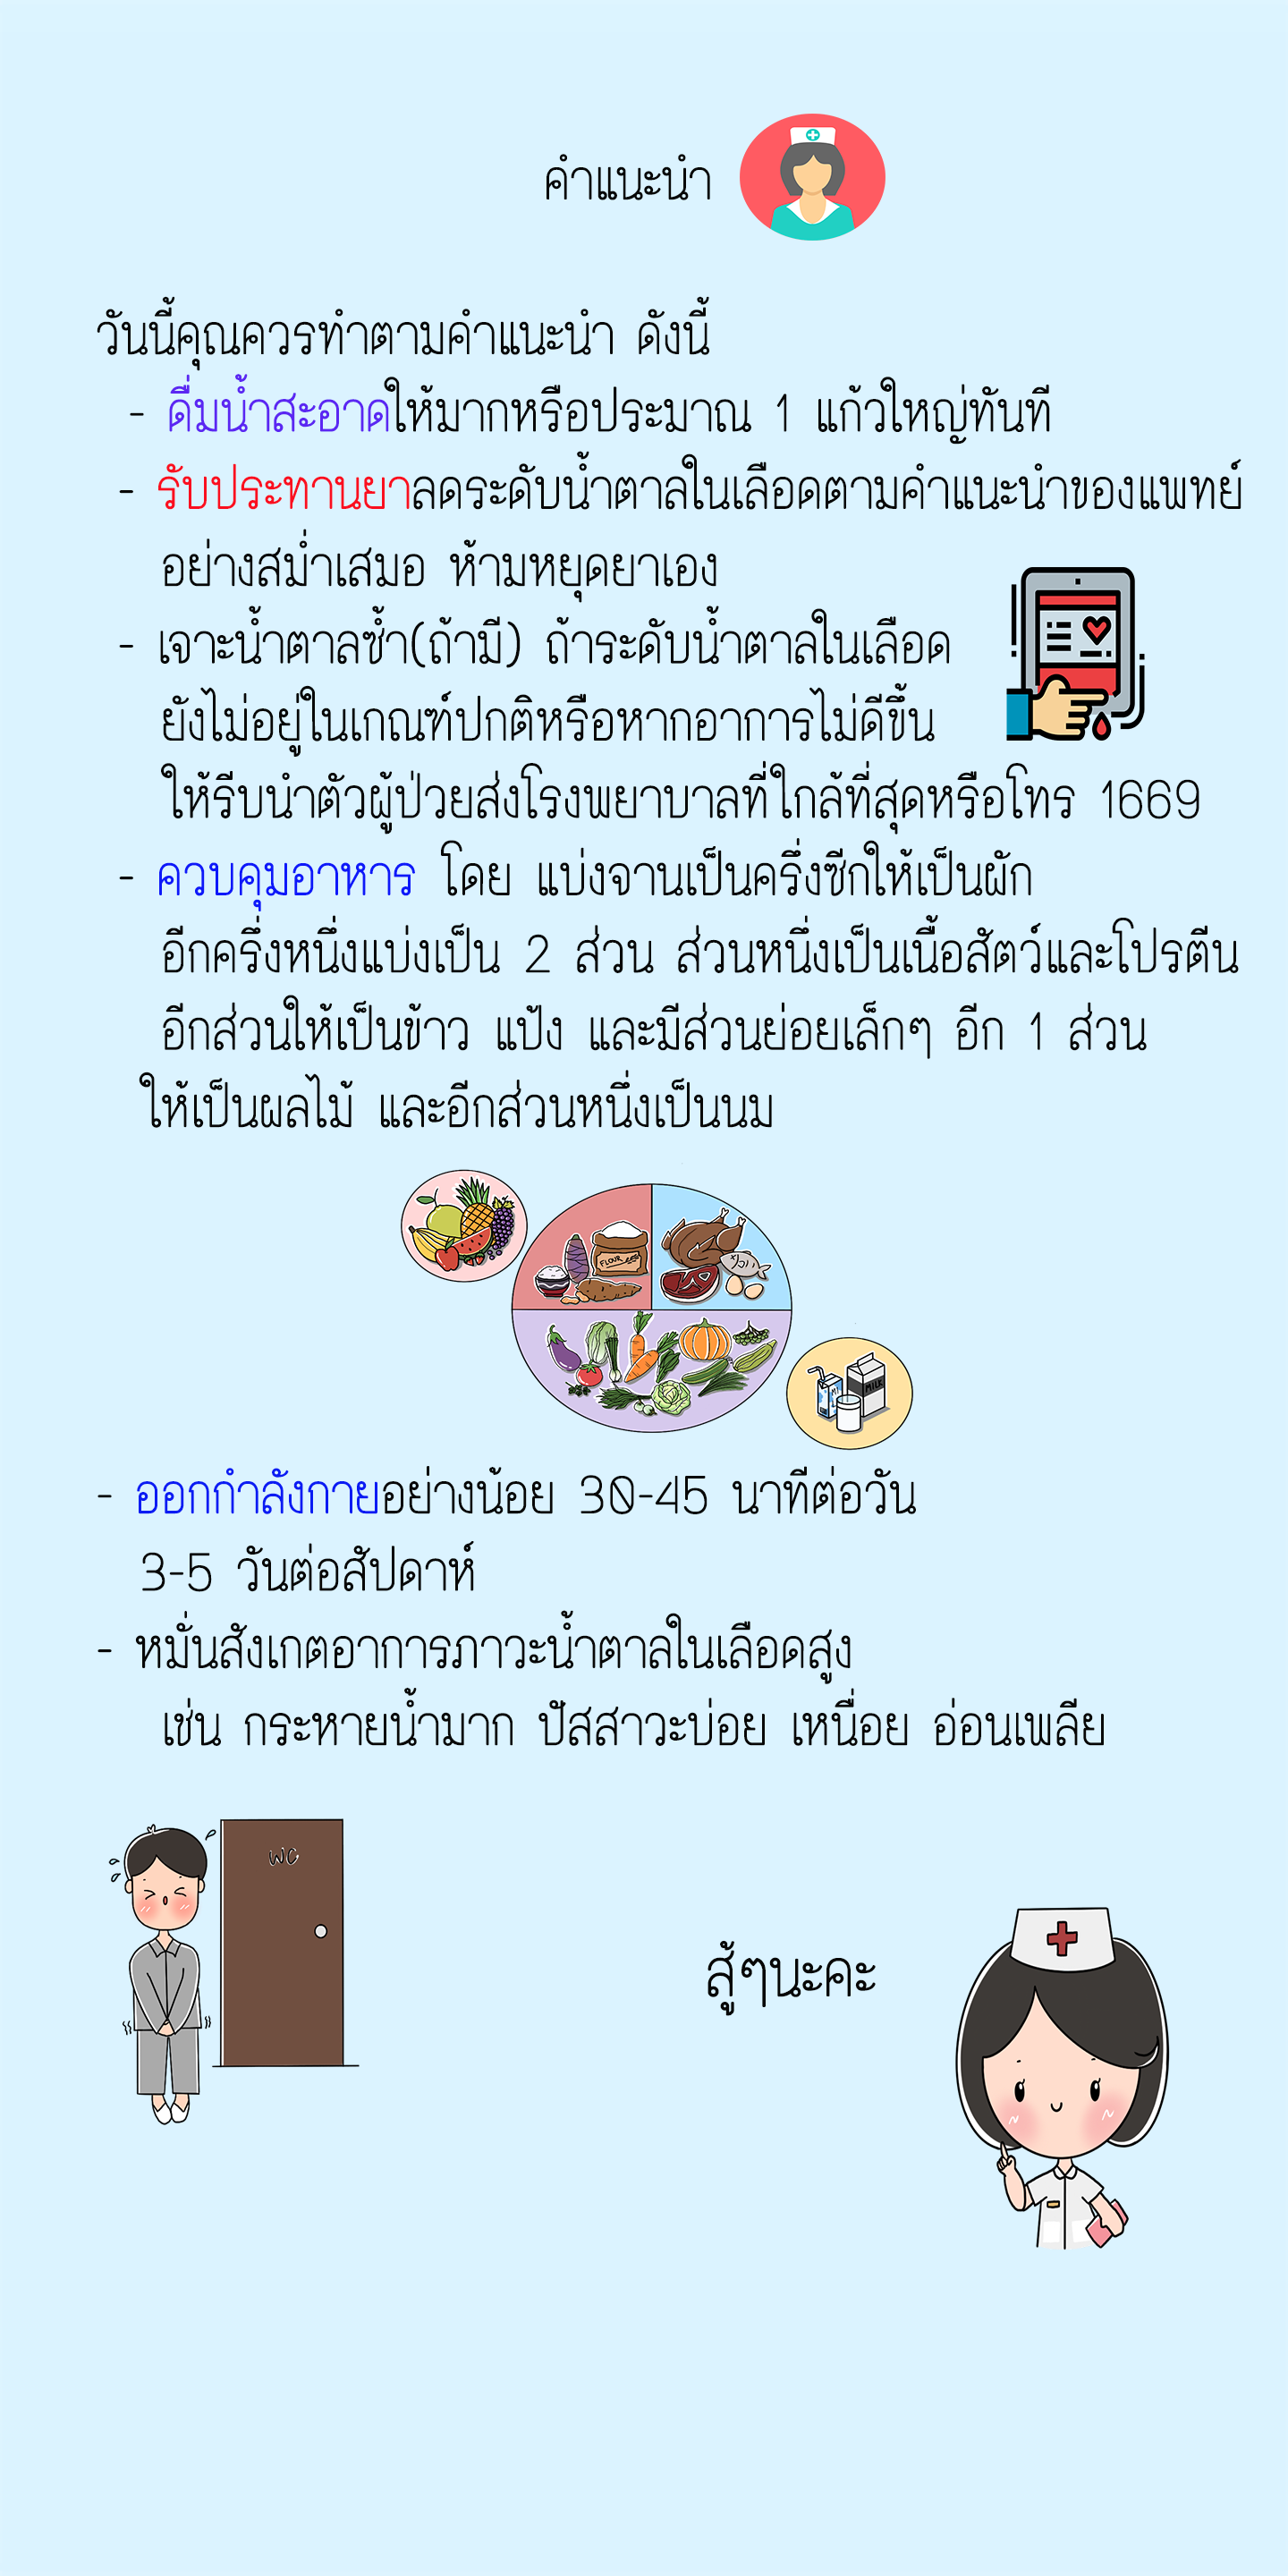 คำแนะนำ
วันนี้คุณควรทำตามคำแนะนำ ดังนี้
- ดื่มน้ำสะอาดให้มากหรือประมาณ 1 แก้วใหญ่ทันที
- รับประทานยาลดระดับน้ำตาลในเลือดตามคำแนะนำของแพทย์
อย่างสม่ำเสมอ ห้ามหยุดยาเอง
- เจาะน้ำตาลซ้ำ(ถ้ามี) ถ้าระดับน้ำตาลในเลือด
ยังไม่อยู่ในเกณฑ์ปกติหรือหากอาการไม่ดีขึ้น
ให้รีบนำตัวผู้ป่วยส่งโรงพยาบาลที่ใกล้ที่สุดหรือโทร 1669
- ควบคุมอาหาร โดย แบ่งจานเป็นครึ่งซีกให้เป็นผัก
อีกครึ่งหนึ่งแบ่งเป็น 2 ส่วน ส่วนหนึ่งเป็นเนื้อสัตว์และโปรตีน
อีกส่วนให้เป็นข้าว แป้ง และมีส่วนย่อยเล็กๆ อีก 1 ส่วน
ให้เป็นผลไม้ และอีกส่วนหนึ่งเป็นนม
FLOUR
MILK
- ออกกำลังกายอย่างน้อย 30-45 นาทีต่อวัน
3-5 วันต่อสัปดาห์
- หมั่นสังเกตอาการภาวะน้ำตาลในเลือดสูง
เช่น กระหายน้ำมาก ปัสสาวะบ่อย เหนื่อย อ่อนเพลีย
WC
สู้ๆนะคะ